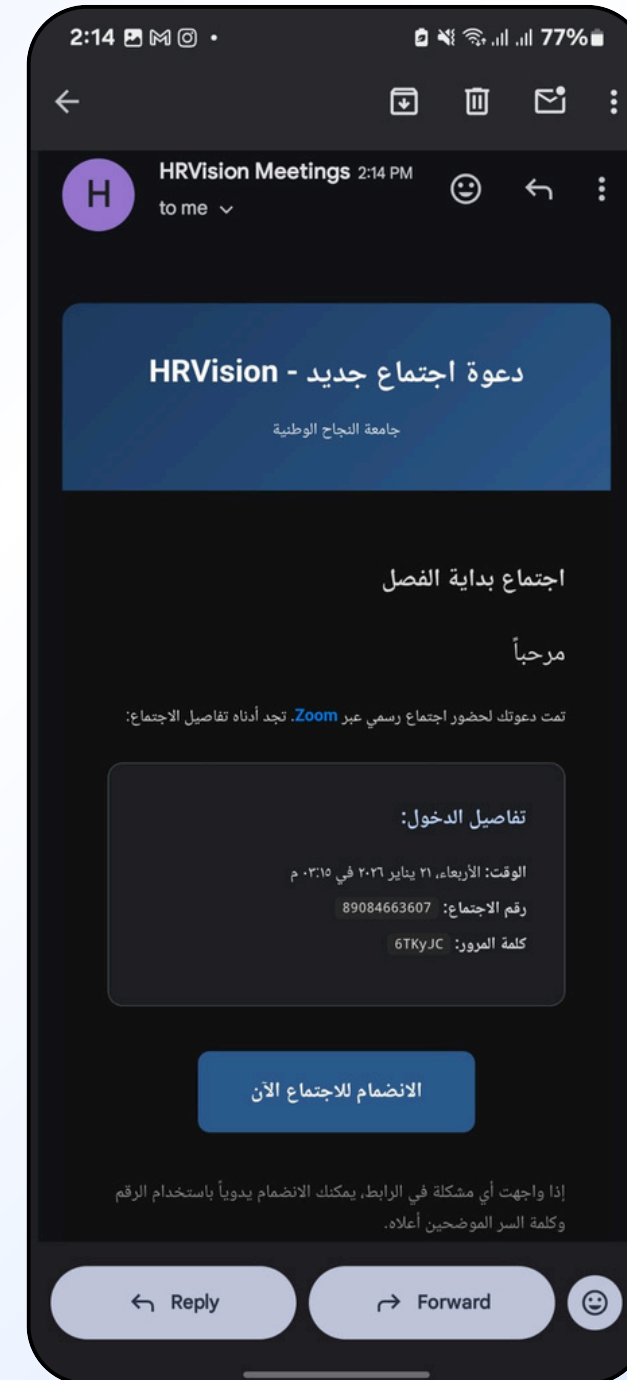 2:14
77%
HRVision Meetings 2:14 PM
to me
H
دعوة اجتماع جديد - HRVision
جامعة النجاح الوطنية
اجتماع بداية الفصل
مرحباً
تمت دعوتك لحضور اجتماع رسمي عبر Zoom. تجد أدناه تفاصيل الاجتماع:
تفاصيل الدخول:
الوقت: الأربعاء، ٢١ يناير ٢٠٢٦ في ٠٣:١٥ م
رقم الاجتماع: 89084663607
كلمة المرور: 6TKyJC
الانضمام للاجتماع الآن
إذا واجهت أي مشكلة في الرابط، يمكنك الانضمام يدوياً باستخدام الرقم
وكلمة السر الموضحين أعلاه.
Reply
Forward